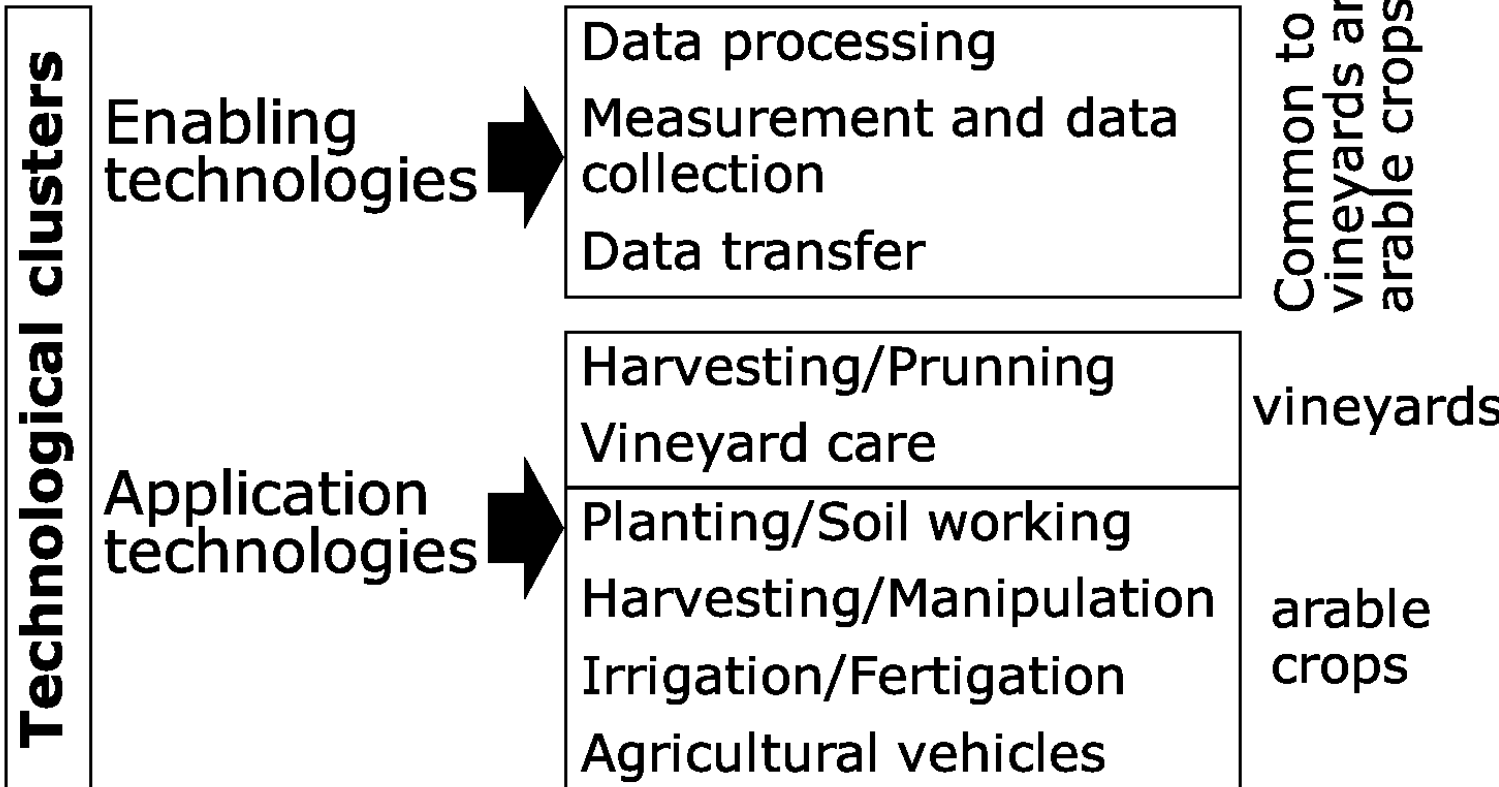 Technological clusters
Enabling
technologies
Data processing
Measurement and data
collection
Data transfer
Common to
vineyards
arable crops
Application
technologies
Harvesting/Prunning
Vineyard care
vineyards
Planting/Soil working
Harvesting/Manipulation
Irrigation/Fertigation
Agricultural vehicles
arable
crops